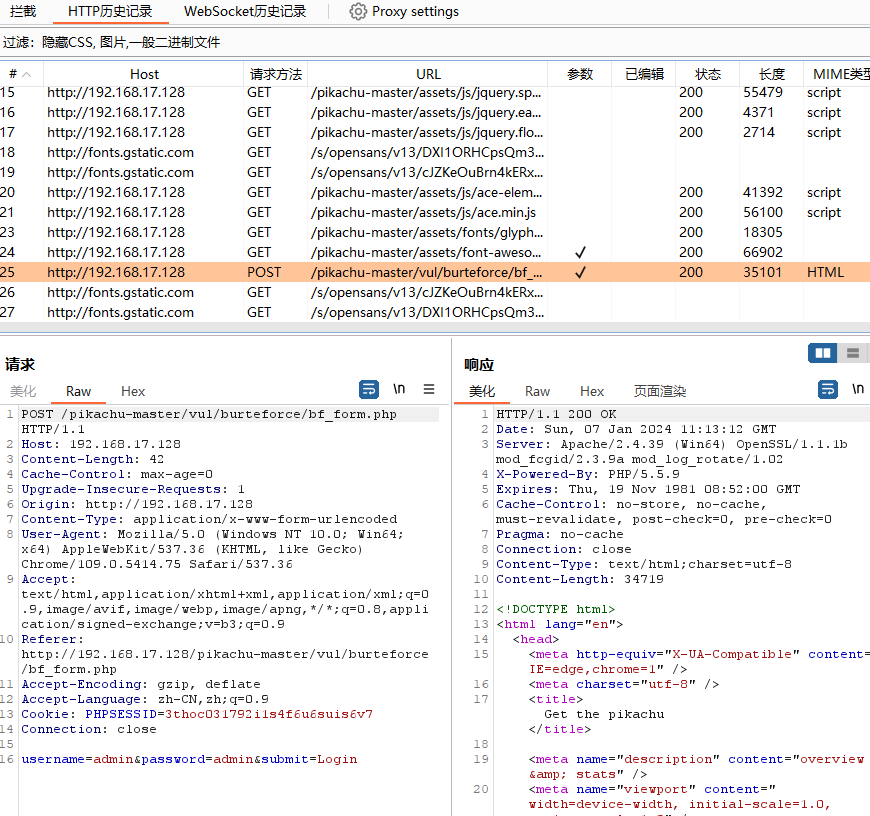 拦截 HTTP历史记录 WebSocket历史记录 Proxy settings
过滤：隐藏CSS, 图片,一般二进制文件
# Host 请求方法 URL 参数 已编辑 状态 长度 MIME类型
15 http://192.168.17.128 GET /pikachu-master/assets/js/jquery.sp... 200 55479 script
16 http://192.168.17.128 GET /pikachu-master/assets/js/jquery.ea... 200 4371 script
17 http://192.168.17.128 GET /pikachu-master/assets/js/jquery.flo... 200 2714 script
18 http://fonts.gstatic.com GET /s/opensans/v13/DXI1ORHCpsQm3...
19 http://fonts.gstatic.com GET /s/opensans/v13/cJZKeOuBrn4kERx...
20 http://192.168.17.128 GET /pikachu-master/assets/js/ace-elem... 200 41392 script
21 http://192.168.17.128 GET /pikachu-master/assets/js/ace.min.js 200 56100 script
23 http://192.168.17.128 GET /pikachu-master/assets/fonts/glyph... 200 18305
24 http://192.168.17.128 GET /pikachu-master/assets/font-aweso... ✓ 200 66902
25 http://192.168.17.128 POST /pikachu-master/vul/burteforce/bf_... ✓ 200 35101 HTML
26 http://fonts.gstatic.com GET /s/opensans/v13/cJZKeOuBrn4kERx...
27 http://fonts.gstatic.com GET /s/opensans/v13/DXI1ORHCpsQm3...
请求
美化 Raw Hex \n
1 POST /pikachu-master/vul/burteforce/bf_form.php
HTTP/1.1
2 Host: 192.168.17.128
3 Content-Length: 42
4 Cache-Control: max-age=0
5 Upgrade-Insecure-Requests: 1
6 Origin: http://192.168.17.128
7 Content-Type: application/x-www-form-urlencoded
8 User-Agent: Mozilla/5.0 (Windows NT 10.0; Win64;
x64) AppleWebKit/537.36 (KHTML, like Gecko)
Chrome/109.0.5414.75 Safari/537.36
9 Accept:
text/html,application/xhtml+xml,application/xml;q=0
.9,image/avif,image/webp,image/apng,*/*;q=0.8,appli
cation/signed-exchange;v=b3;q=0.9
10 Referer:
http://192.168.17.128/pikachu-master/vul/burteforce
/bf_form.php
11 Accept-Encoding: gzip, deflate
12 Accept-Language: zh-CN,zh;q=0.9
13 Cookie: PHPSESSID=3thoc031792i1s4f6u6suis6v7
14 Connection: close
15
16 username=admin&password=admin&submit=Login
响应
美化 Raw Hex 页面渲染 \n
1 HTTP/1.1 200 OK
2 Date: Sun, 07 Jan 2024 11:13:12 GMT
3 Server: Apache/2.4.39 (Win64) OpenSSL/1.1.1b
mod_fcgid/2.3.9a mod_log_rotate/1.02
4 X-Powered-By: PHP/5.5.9
5 Expires: Thu, 19 Nov 1981 08:52:00 GMT
6 Cache-Control: no-store, no-cache,
must-revalidate, post-check=0, pre-check=0
7 Pragma: no-cache
8 Connection: close
9 Content-Type: text/html;charset=utf-8
10 Content-Length: 34719
11
12 <!DOCTYPE html>
13 <html lang="en">
14 <head>
15 <meta http-equiv="X-UA-Compatible" content=
IE=edge,chrome=1" />
16 <meta charset="utf-8" />
17 <title>
Get the pikachu
</title>
18
19 <meta name="description" content="overview
&amp; stats" />
20 <meta name="viewport" content="
width=device-width, initial-scale=1.0,